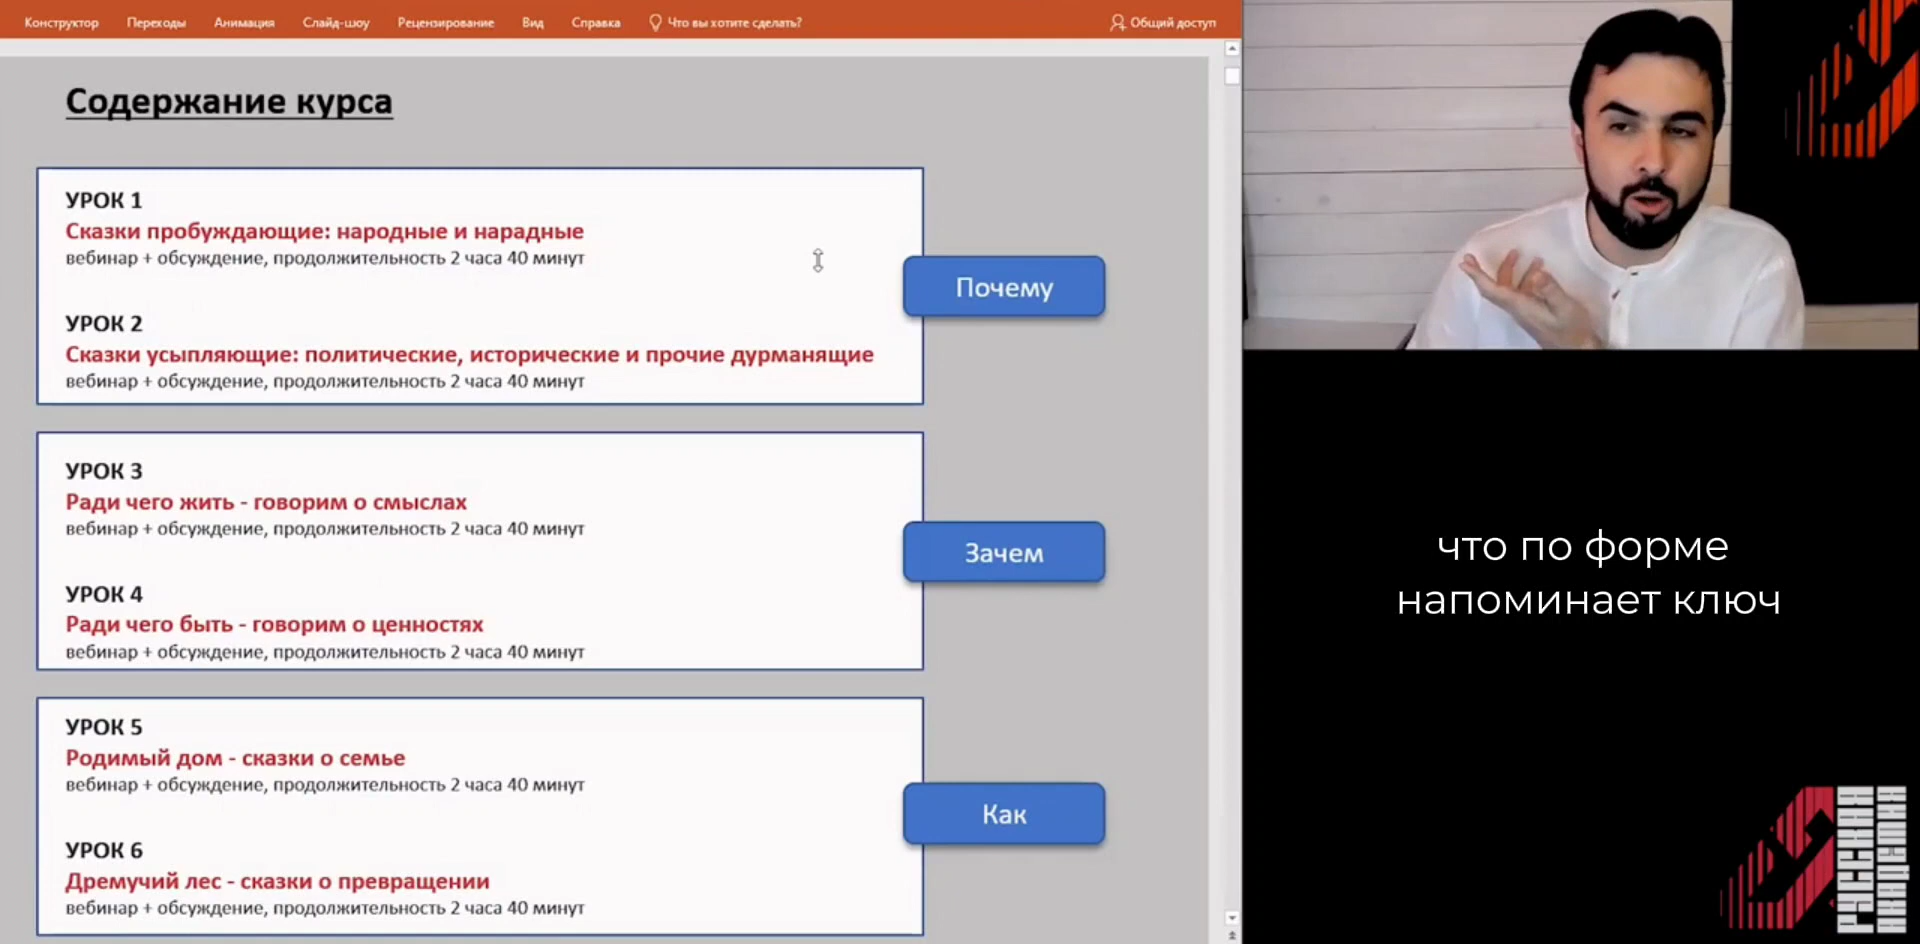 Конструктор Переходы Анимация Слайд-шоу Рецензирование Вид Справка Что вы хотите сделать? Общий доступ
Содержание курса
УРОК 1
Сказки пробуждающие: народные и нарадные
вебинар + обсуждение, продолжительность 2 часа 40 минут
УРОК 2
Сказки усыпляющие: политические, исторические и прочие дурманящие
вебинар + обсуждение, продолжительность 2 часа 40 минут
Почему
УРОК 3
Ради чего жить - говорим о смыслах
вебинар + обсуждение, продолжительность 2 часа 40 минут
УРОК 4
Ради чего быть - говорим о ценностях
вебинар + обсуждение, продолжительность 2 часа 40 минут
Зачем
УРОК 5
Родимый дом - сказки о семье
вебинар + обсуждение, продолжительность 2 часа 40 минут
УРОК 6
Дремучий лес - сказки о превращении
вебинар + обсуждение, продолжительность 2 часа 40 минут
Как
что по форме
напоминает ключ
РУССКАЯ